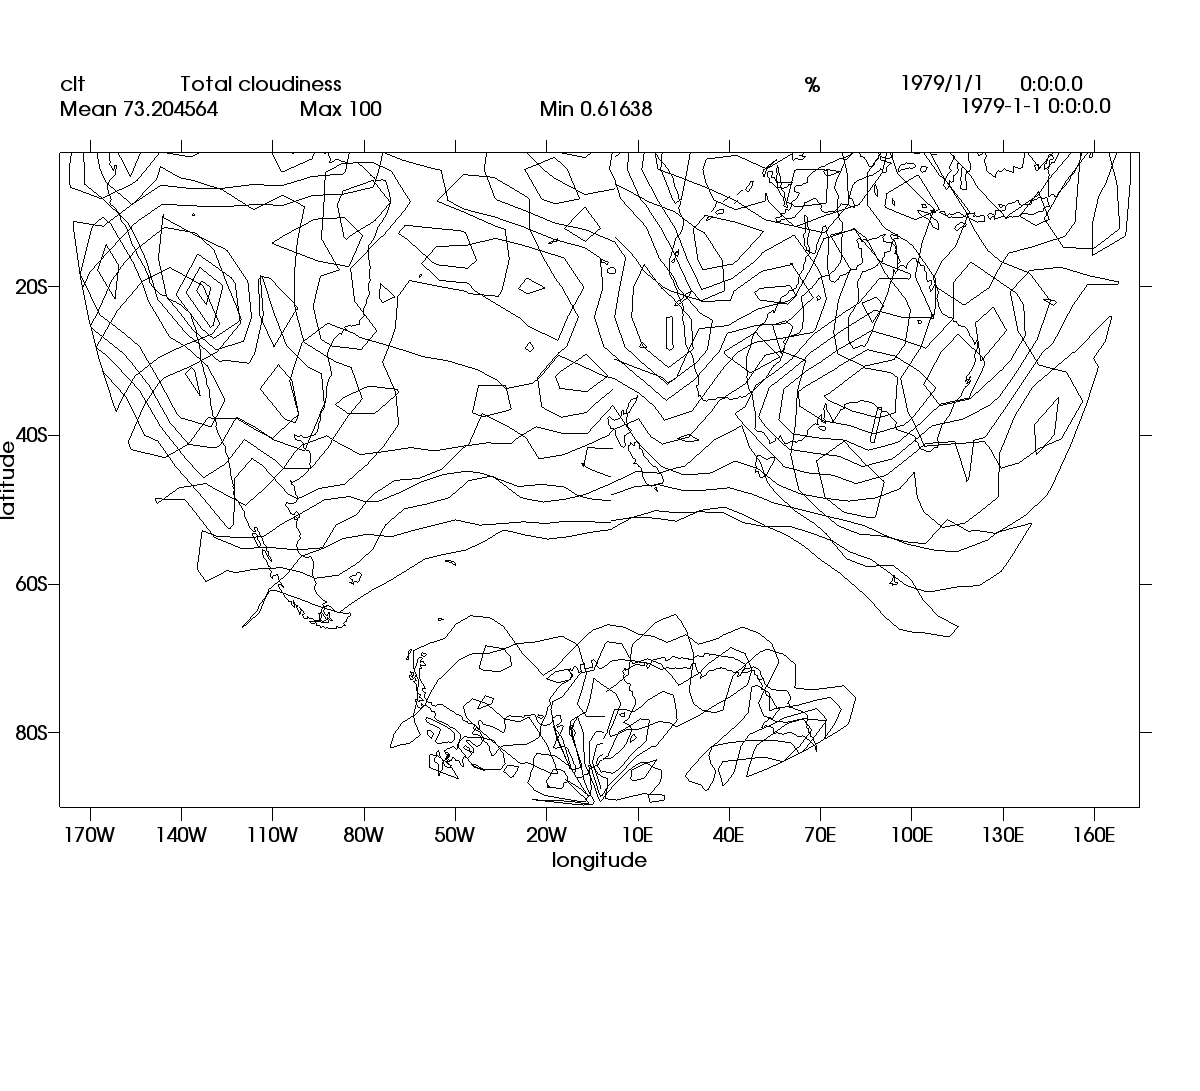 clt Total cloudiness % 1979/1/1 0:0:0.0
Mean 73.204564 Max 100 Min 0.61638 1979-1-1 0:0:0.0
20S
40S
60S
80S
latitude
170W 140W 110W 80W 50W 20W 10E 40E 70E 100E 130E 160E
longitude